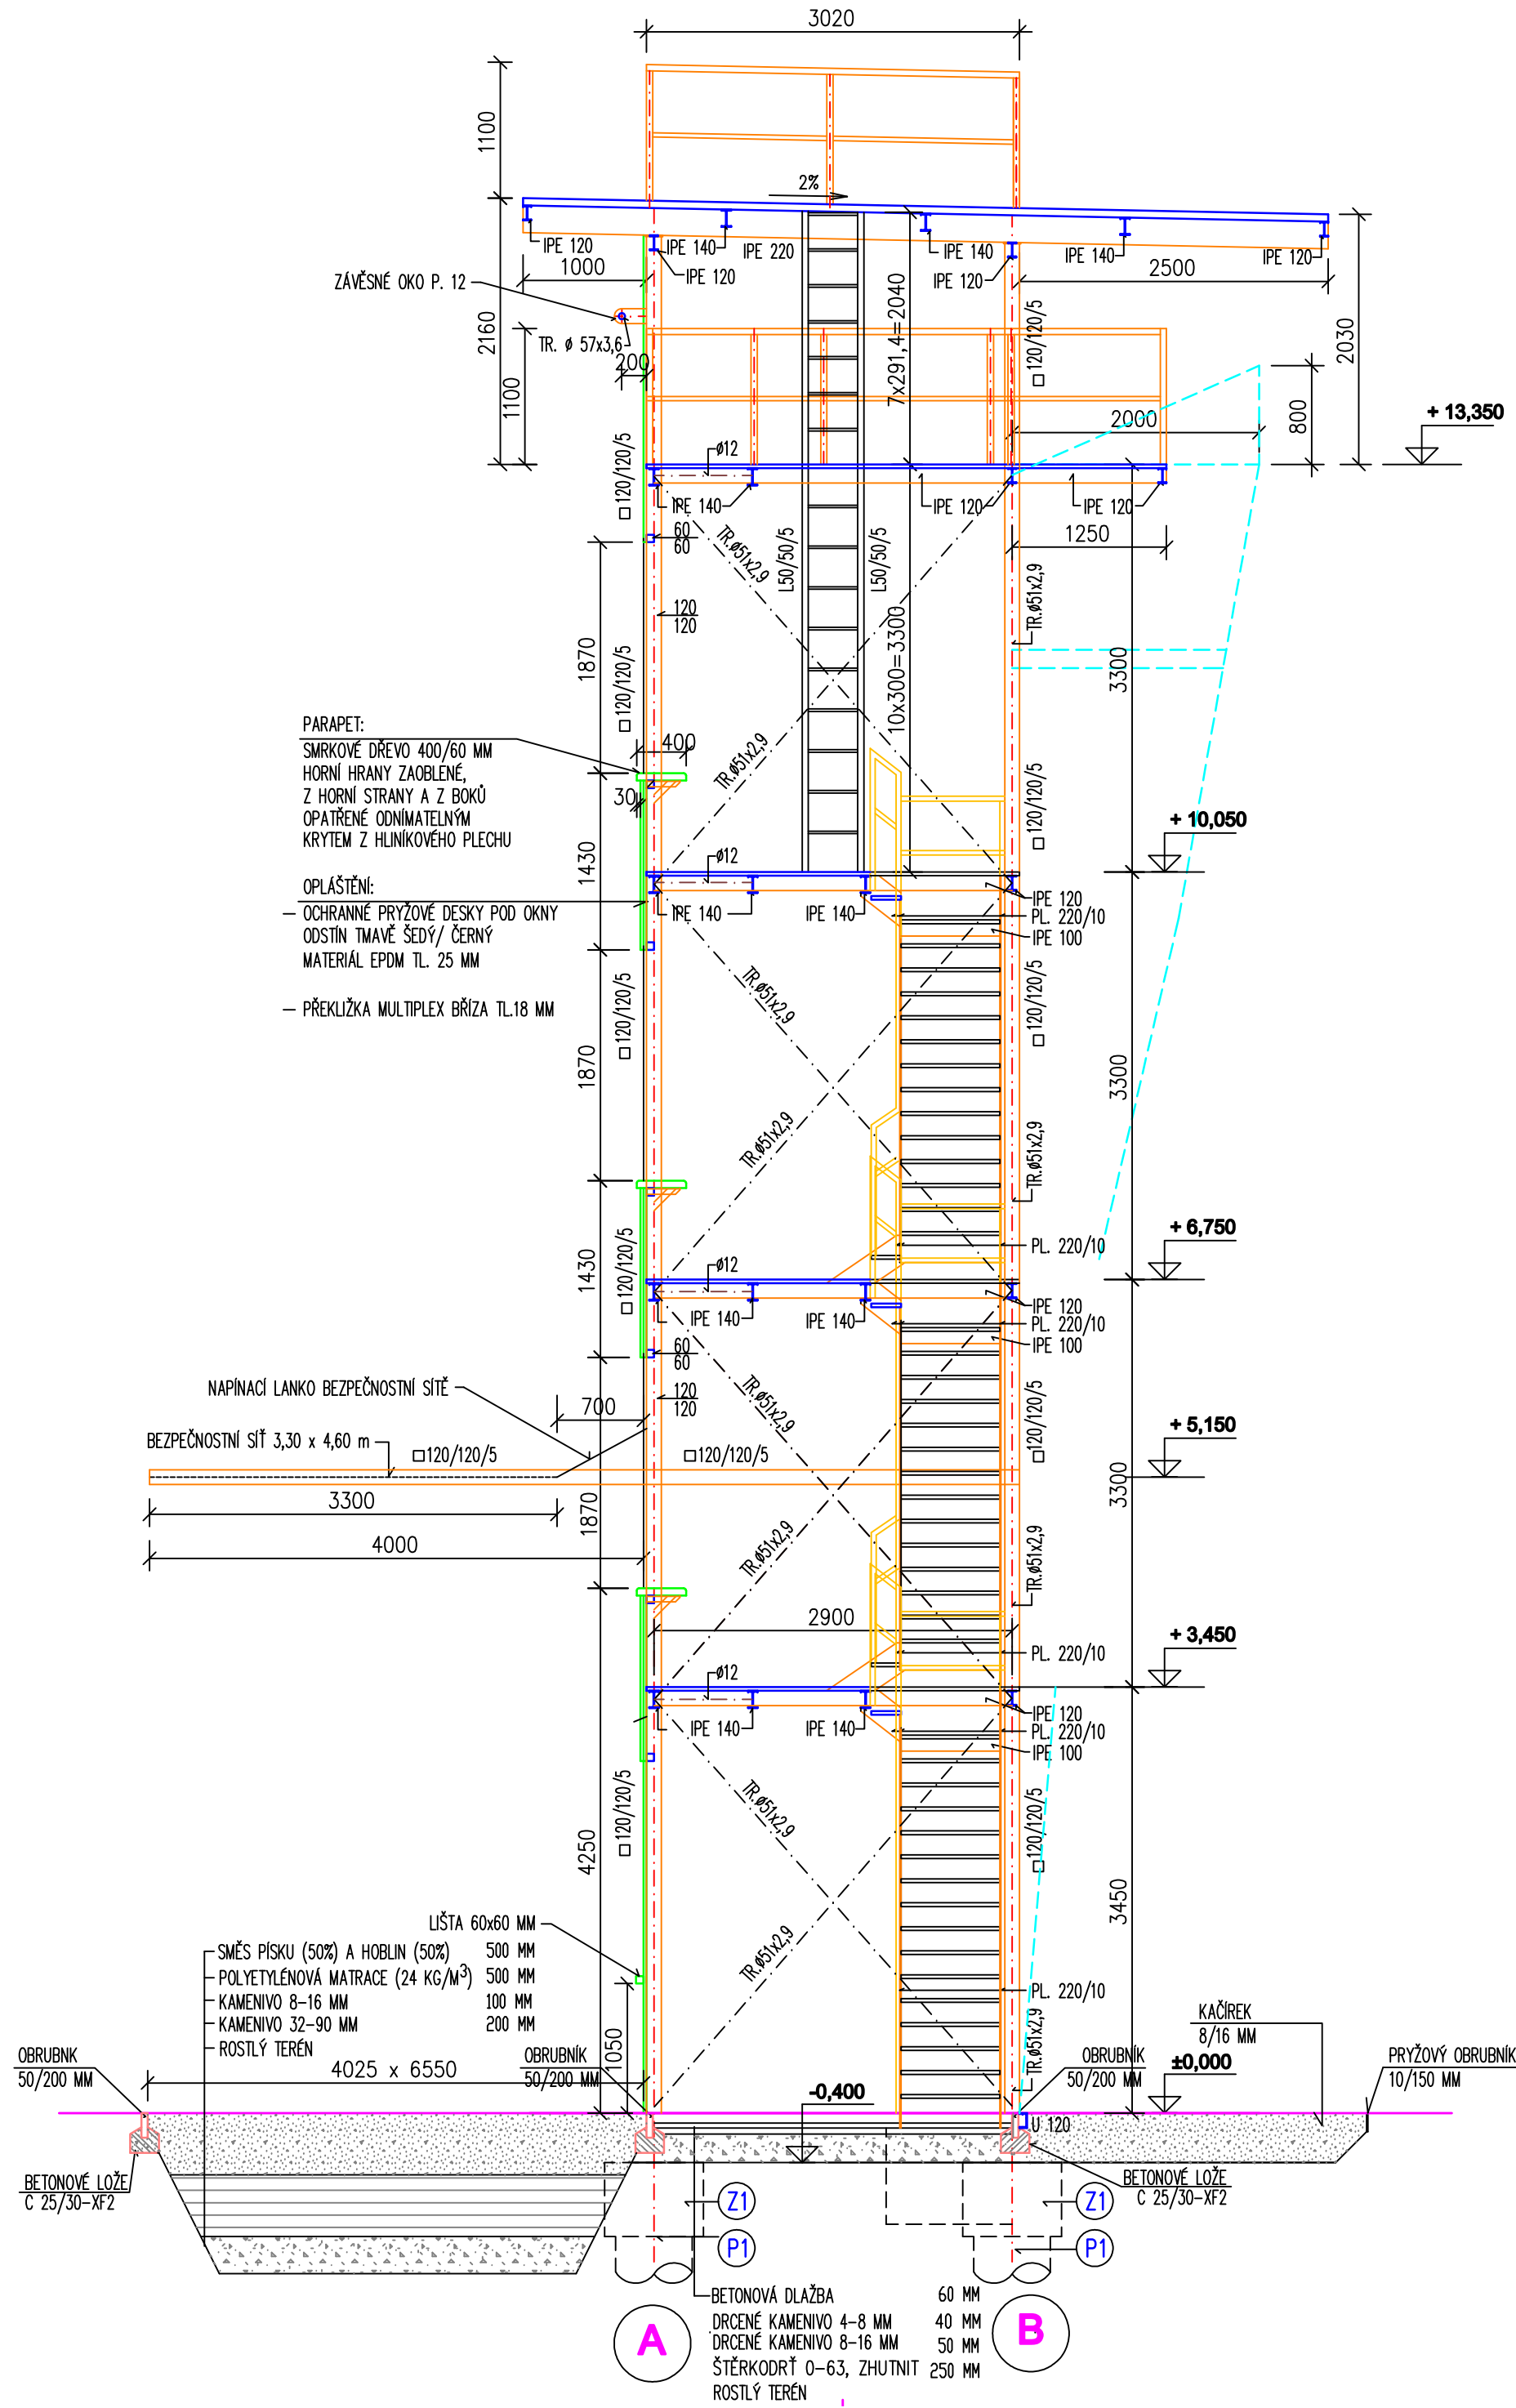 3020
1100
2%
IPE 120
IPE 140
IPE 220
IPE 140
IPE 140
IPE 120
1000
IPE 120
IPE 120
2500
ZÁVĚSNÉ OKO P. 12
TR. Ø 57x3,6
200
2160
1100
7x291,4=2040
□120/120/5
2030
800
2000
+ 13,350
□120/120/5
ø12
IPE 140
IPE 120
IPE 120
60
60
TR.ø51x2,9
L50/50/5
L50/50/5
1250
TR.ø51x2,9
120
120
1870
□120/120/5
10x300=3300
3300
PARAPET:
SMRKOVÉ DŘEVO 400/60 MM
HORNÍ HRANY ZAOBLENÉ,
Z HORNÍ STRANY A Z BOKŮ
OPATŘENÉ ODNÍMATELNÝM
KRYTEM Z HLINÍKOVÉHO PLECHU
400
30
TR.ø51x2,9
□120/120/5
+ 10,050
1430
ø12
OPLÁŠTĚNÍ:
— OCHRANNÉ PRYŽOVÉ DESKY POD OKNY
ODSTÍN TMAVĚ ŠEDÝ/ ČERNÝ
MATERIÁL EPDM TL. 25 MM
— PŘEKLIŽKA MULTIPLEX BŘÍZA TL.18 MM
IPE 140
IPE 140
IPE 120
PL. 220/10
IPE 100
□120/120/5
TR.ø51x2,9
□120/120/5
1870
3300
TR.ø51x2,9
TR.ø51x2,9
+ 6,750
PL. 220/10
1430
□120/120/5
ø12
IPE 140
IPE 140
IPE 120
PL. 220/10
IPE 100
60
60
NAPÍNACÍ LANKO BEZPEČNOSTNÍ SÍTĚ
120
120
TR.ø51x2,9
700
□120/120/5
+ 5,150
BEZPEČNOSTNÍ SÍŤ 3,30 x 4,60 m
□120/120/5
□120/120/5
3300
3300
1870
4000
TR.ø51x2,9
TR.ø51x2,9
2900
+ 3,450
PL. 220/10
ø12
IPE 140
IPE 140
IPE 120
PL. 220/10
IPE 100
□120/120/5
TR.ø51x2,9
□120/120/5
4250
3450
LIŠTA 60x60 MM
TR.ø51x2,9
SMĚS PÍSKU (50%) A HOBLIN (50%) 500 MM
POLYETYLÉNOVÁ MATRACE (24 KG/M³) 500 MM
KAMENIVO 8-16 MM 100 MM
KAMENIVO 32-90 MM 200 MM
ROSTLÝ TERÉN
PL. 220/10
TR.ø51x2,9
KAČÍREK
8/16 MM
1050
OBRUBNK
50/200 MM
4025 x 6550
OBRUBNÍK
50/200 MM
-0,400
OBRUBNÍK
50/200 MM
±0,000
PRYŽOVÝ OBRUBNÍK
10/150 MM
U 120
BETONOVÉ LOŽE
C 25/30-XF2
BETONOVÉ LOŽE
C 25/30-XF2
Z1
Z1
P1
P1
A
B
BETONOVÁ DLAŽBA 60 MM
DRCENÉ KAMENIVO 4-8 MM 40 MM
DRCENÉ KAMENIVO 8-16 MM 50 MM
ŠTĚRKODRŤ 0-63, ZHUTNIT 250 MM
ROSTLÝ TERÉN